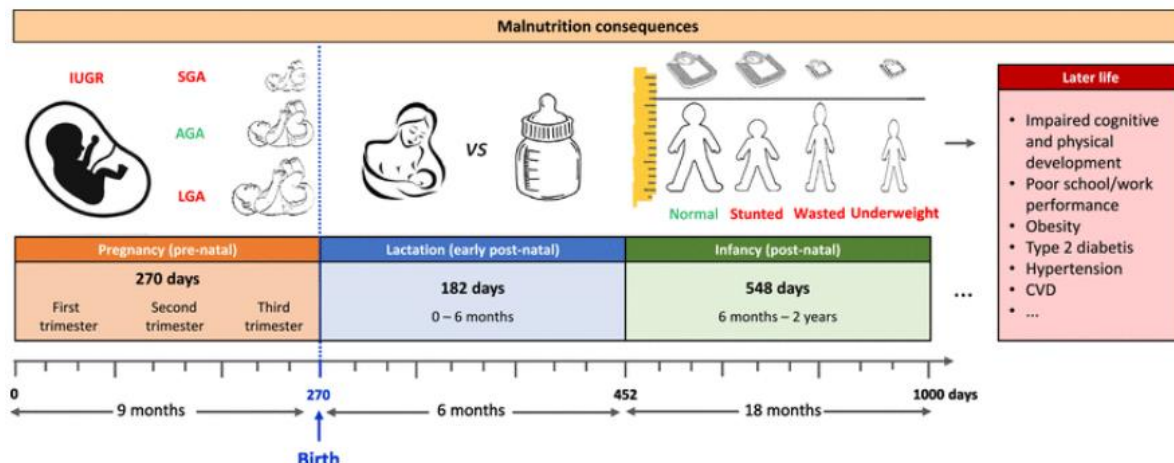 Malnutrition consequences
IUGR
SGA
AGA
LGA
VS
Normal
Stunted
Wasted
Underweight
Later life
• Impaired cognitive
and physical
development
• Poor school/work
performance
• Obesity
• Type 2 diabetis
• Hypertension
• CVD
• ...
Pregnancy (pre-natal)
270 days
First
trimester
Second
trimester
Third
trimester
Lactation (early post-natal)
182 days
0 – 6 months
Infancy (post-natal)
548 days
6 months – 2 years
...
0
270
452
1000 days
9 months
6 months
18 months
Birth